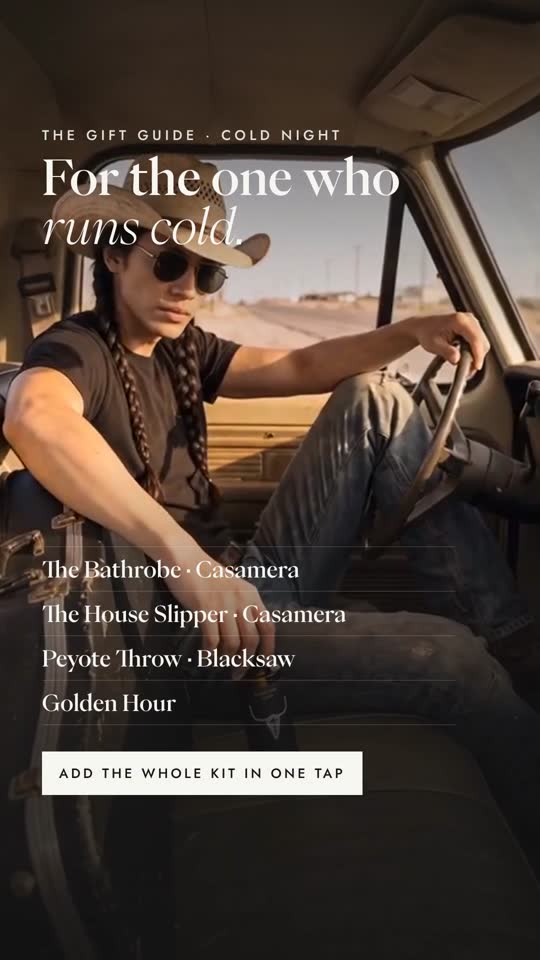 THE GIFT GUIDE · COLD NIGHT
For the one who
runs cold.
The Bathrobe · Casamera
The House Slipper · Casamera
Peyote Throw · Blacksaw
Golden Hour
ADD THE WHOLE KIT IN ONE TAP